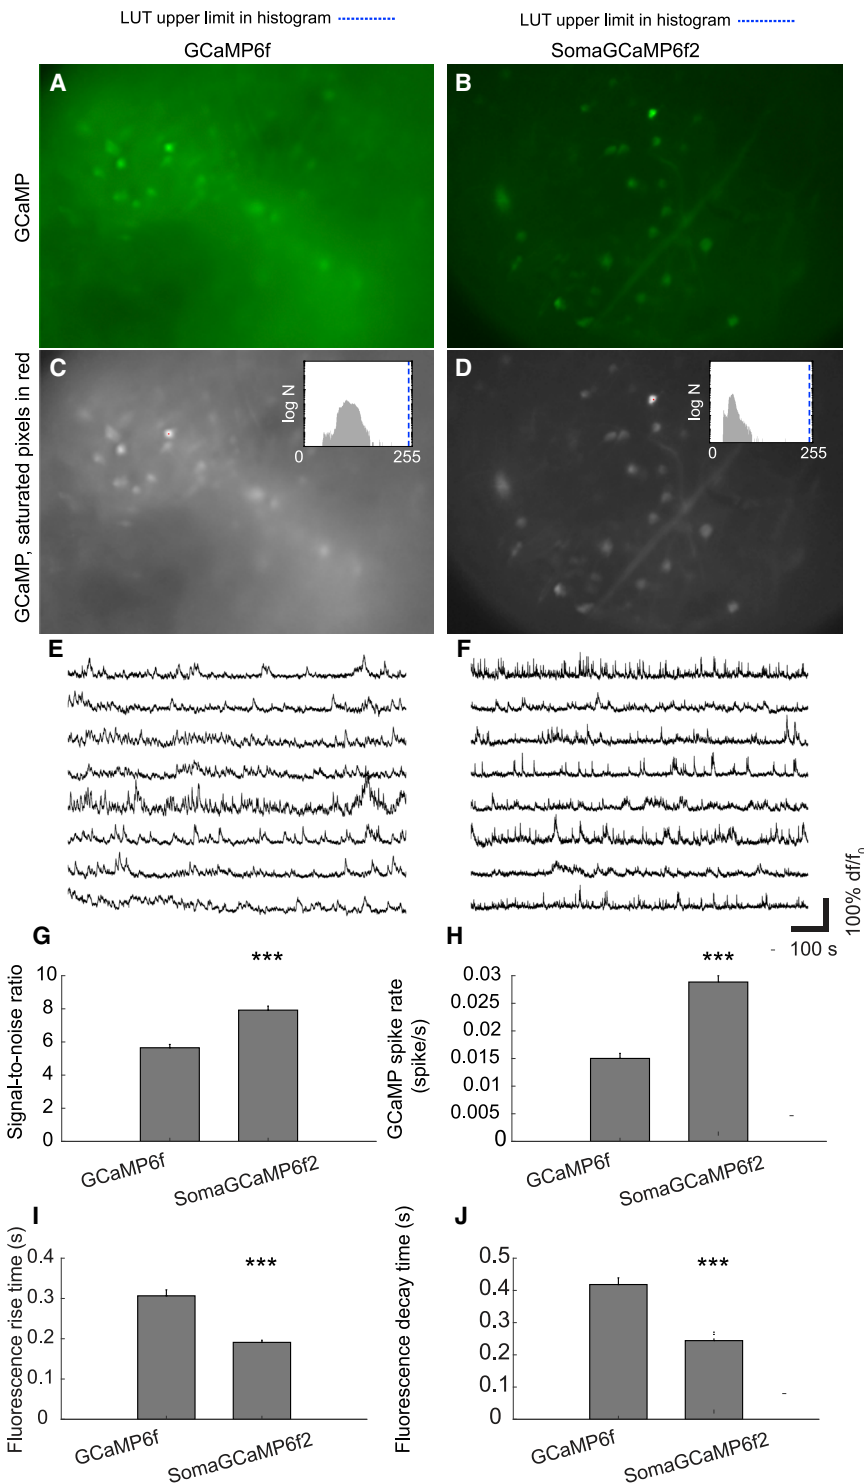 LUT upper limit in histogram
LUT upper limit in histogram
GCaMP6f
SomaGCaMP6f2
GCaMP
A
B
GCaMP, saturated pixels in red
C
log N
0
255
D
log N
0
255
E
F
100% df/f0
100 s
G
Signal-to-noise ratio
10
8
6
4
2
0
***
GCaMP6f
SomaGCaMP6f2
H
GCaMP spike rate
(spike/s)
0.03
0.025
0.02
0.015
0.01
0.005
0
***
GCaMP6f
SomaGCaMP6f2
I
Fluorescence rise time (s)
0.4
0.3
0.2
0.1
0
***
GCaMP6f
SomaGCaMP6f2
J
Fluorescence decay time (s)
0.5
0.4
0.3
0.2
0.1
0
***
GCaMP6f
SomaGCaMP6f2